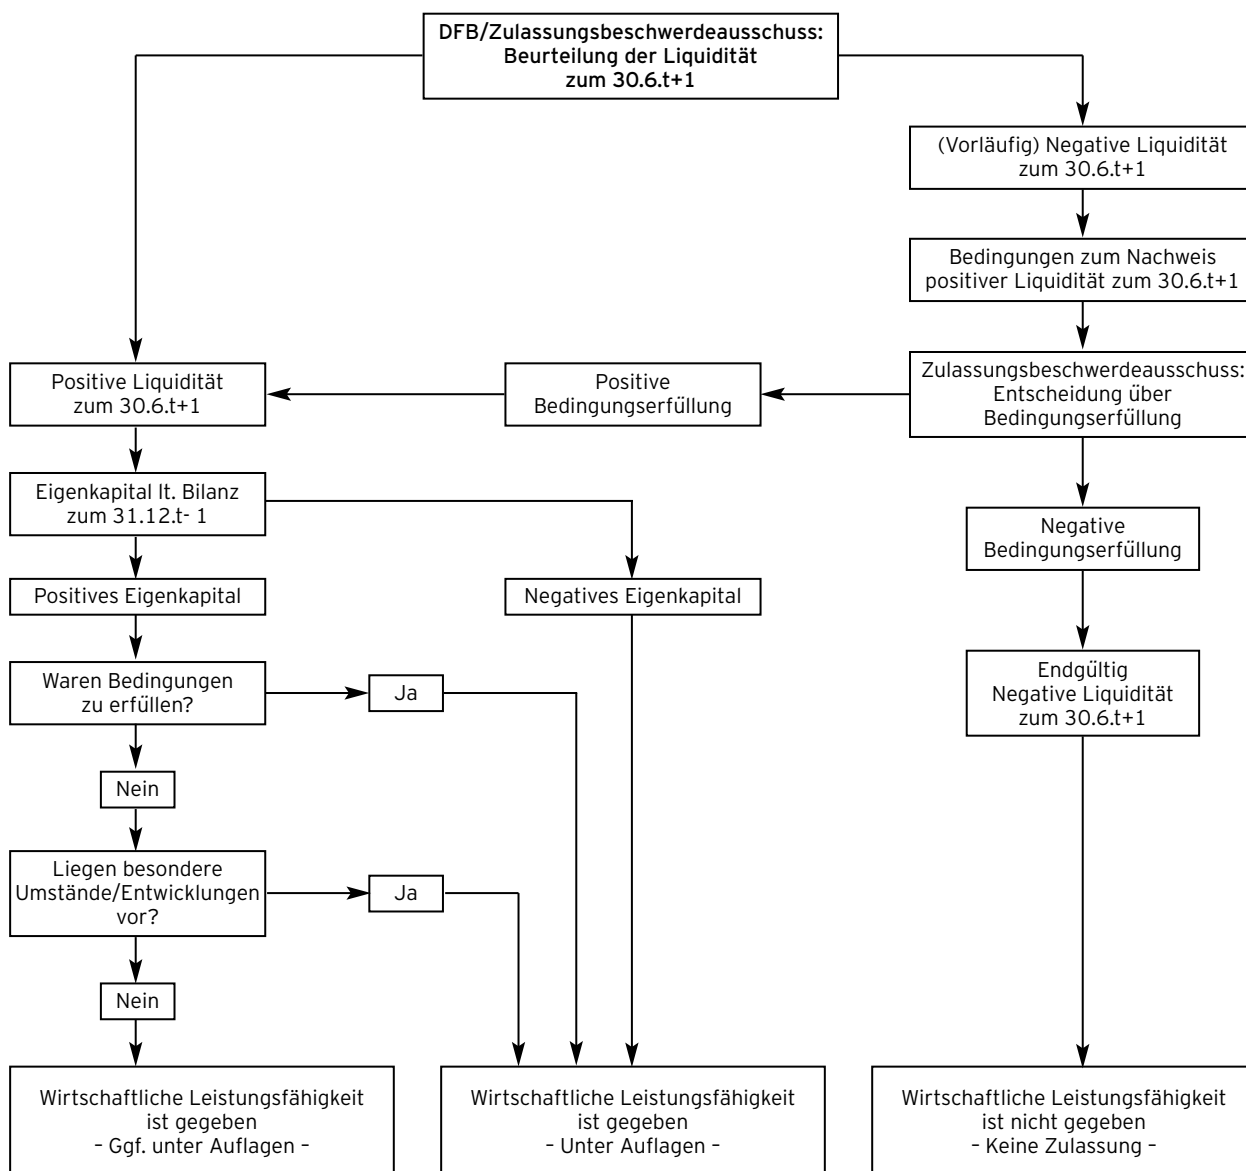 DFB/Zulassungsbeschwerdeausschuss:
Beurteilung der Liquidität
zum 30.6.t+1
(Vorläufig) Negative Liquidität
zum 30.6.t+1
Bedingungen zum Nachweis
positiver Liquidität zum 30.6.t+1
Positive Liquidität
zum 30.6.t+1
Positive
Bedingungserfüllung
Zulassungsbeschwerdeausschuss:
Entscheidung über
Bedingungserfüllung
Eigenkapital lt. Bilanz
zum 31.12.t- 1
Negative
Bedingungserfüllung
Positives Eigenkapital
Negatives Eigenkapital
Waren Bedingungen
zu erfüllen?
Ja
Endgültig
Negative Liquidität
zum 30.6.t+1
Nein
Liegen besondere
Umstände/Entwicklungen
vor?
Ja
Nein
Wirtschaftliche Leistungsfähigkeit
ist gegeben
– Ggf. unter Auflagen –
Wirtschaftliche Leistungsfähigkeit
ist gegeben
– Unter Auflagen –
Wirtschaftliche Leistungsfähigkeit
ist nicht gegeben
– Keine Zulassung –